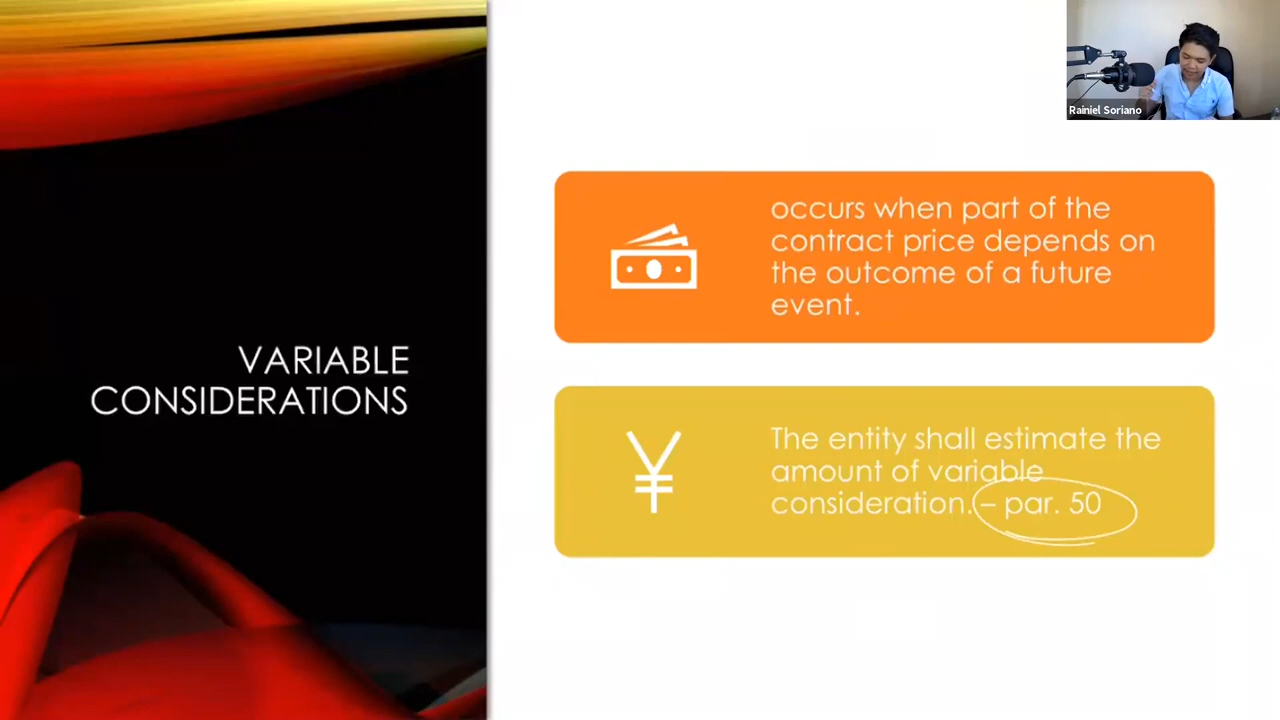 Rainiel Soriano
occurs when part of the
contract price depends on
the outcome of a future
event.
VARIABLE
CONSIDERATIONS
¥
The entity shall estimate the
amount of variable
consideration. – par. 50